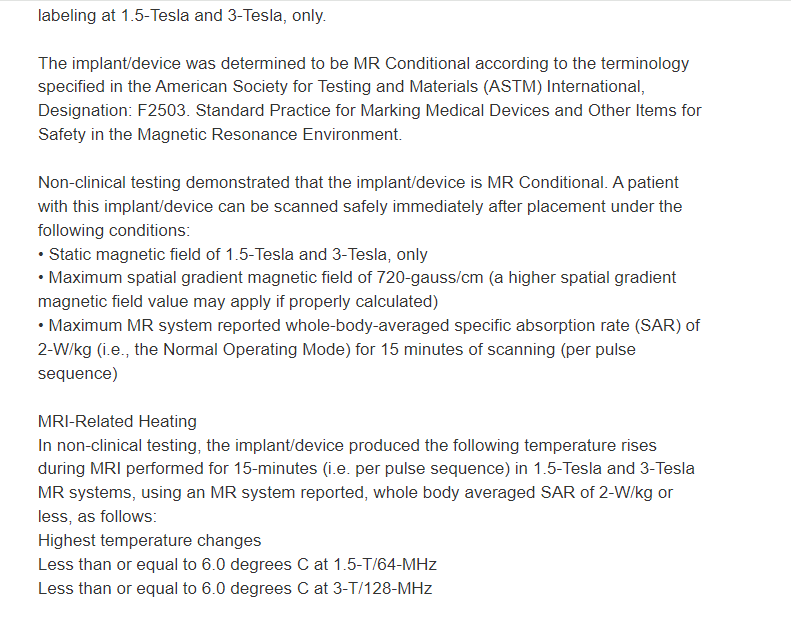 labeling at 1.5-Tesla and 3-Tesla, only.
The implant/device was determined to be MR Conditional according to the terminology
specified in the American Society for Testing and Materials (ASTM) International,
Designation: F2503. Standard Practice for Marking Medical Devices and Other Items for
Safety in the Magnetic Resonance Environment.
Non-clinical testing demonstrated that the implant/device is MR Conditional. A patient
with this implant/device can be scanned safely immediately after placement under the
following conditions:
• Static magnetic field of 1.5-Tesla and 3-Tesla, only
• Maximum spatial gradient magnetic field of 720-gauss/cm (a higher spatial gradient
magnetic field value may apply if properly calculated)
• Maximum MR system reported whole-body-averaged specific absorption rate (SAR) of
2-W/kg (i.e., the Normal Operating Mode) for 15 minutes of scanning (per pulse
sequence)
MRI-Related Heating
In non-clinical testing, the implant/device produced the following temperature rises
during MRI performed for 15-minutes (i.e. per pulse sequence) in 1.5-Tesla and 3-Tesla
MR systems, using an MR system reported, whole body averaged SAR of 2-W/kg or
less, as follows:
Highest temperature changes
Less than or equal to 6.0 degrees C at 1.5-T/64-MHz
Less than or equal to 6.0 degrees C at 3-T/128-MHz